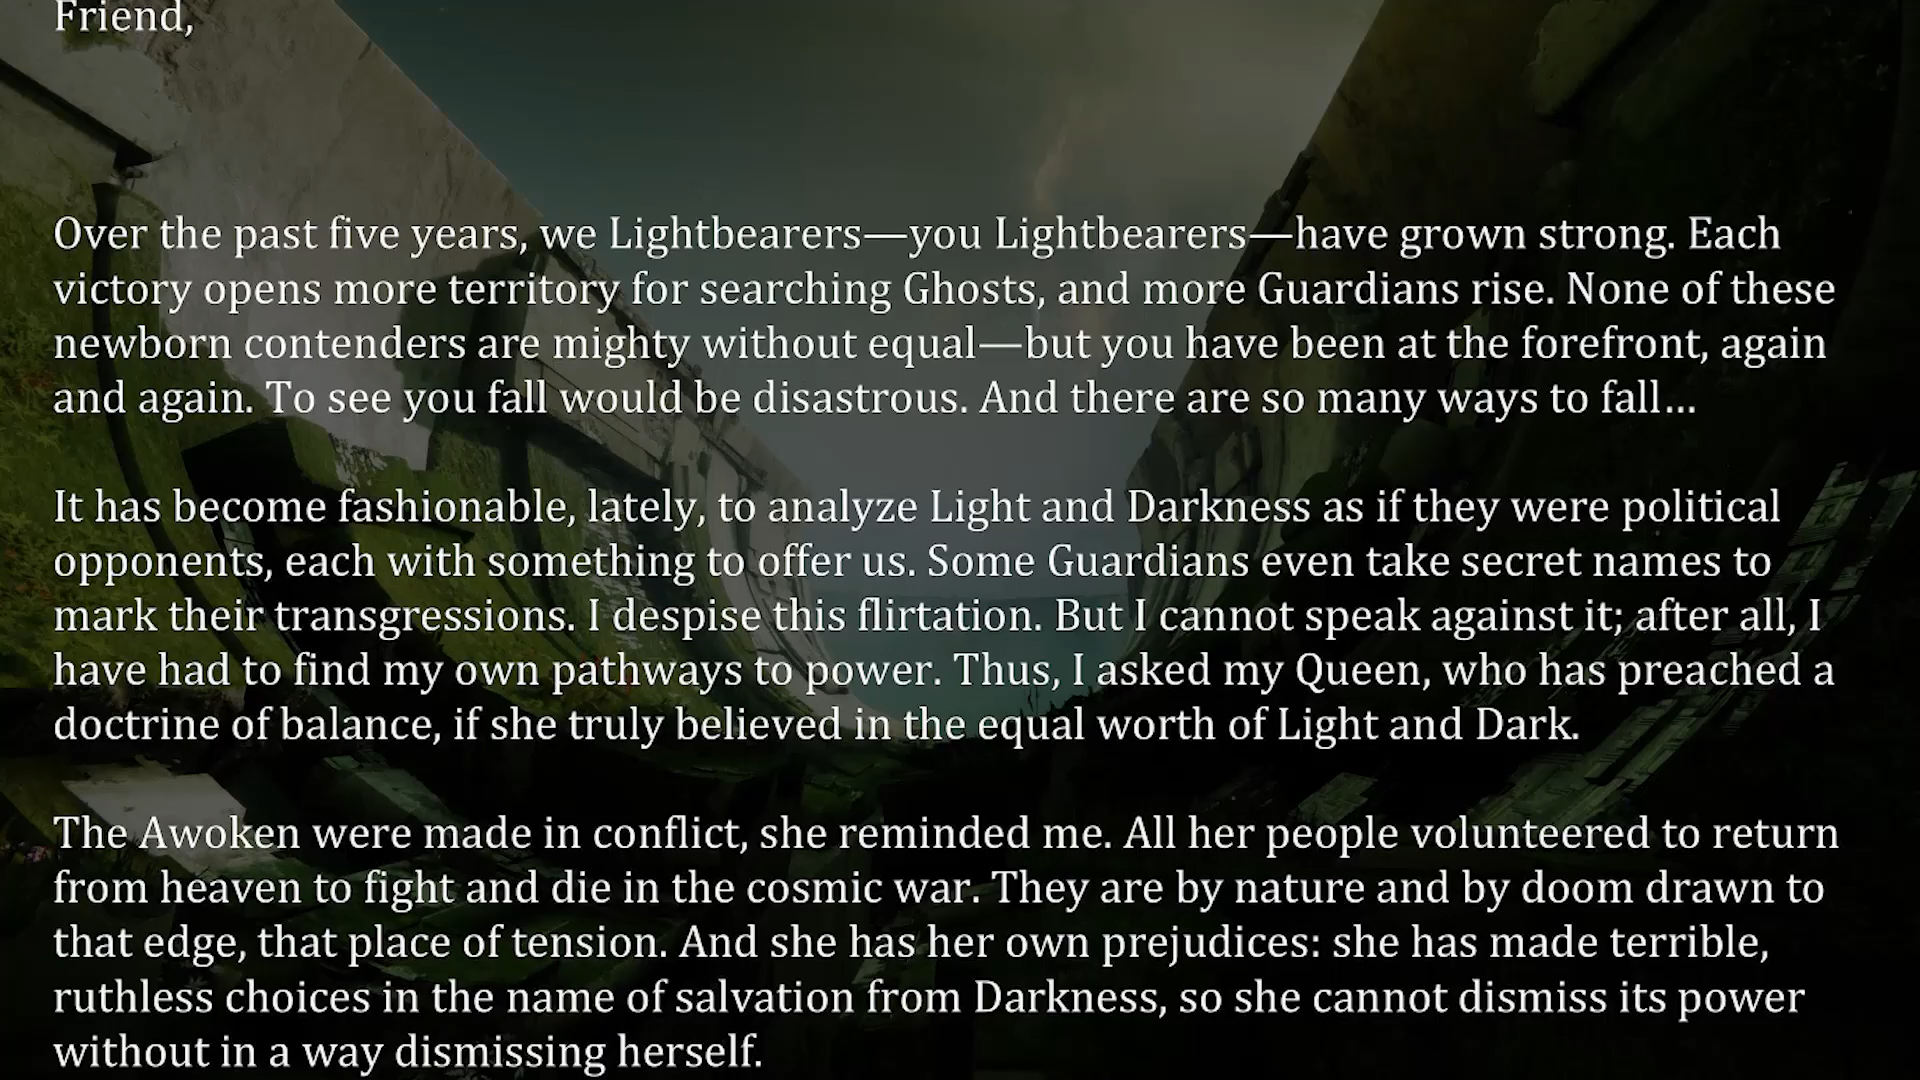 Friend,
Over the past five years, we Lightbearers—you Lightbearers—have grown strong. Each
victory opens more territory for searching Ghosts, and more Guardians rise. None of these
newborn contenders are mighty without equal—but you have been at the forefront, again
and again. To see you fall would be disastrous. And there are so many ways to fall…
It has become fashionable, lately, to analyze Light and Darkness as if they were political
opponents, each with something to offer us. Some Guardians even take secret names to
mark their transgressions. I despise this flirtation. But I cannot speak against it; after all, I
have had to find my own pathways to power. Thus, I asked my Queen, who has preached a
doctrine of balance, if she truly believed in the equal worth of Light and Dark.
The Awoken were made in conflict, she reminded me. All her people volunteered to return
from heaven to fight and die in the cosmic war. They are by nature and by doom drawn to
that edge, that place of tension. And she has her own prejudices: she has made terrible,
ruthless choices in the name of salvation from Darkness, so she cannot dismiss its power
without in a way dismissing herself.